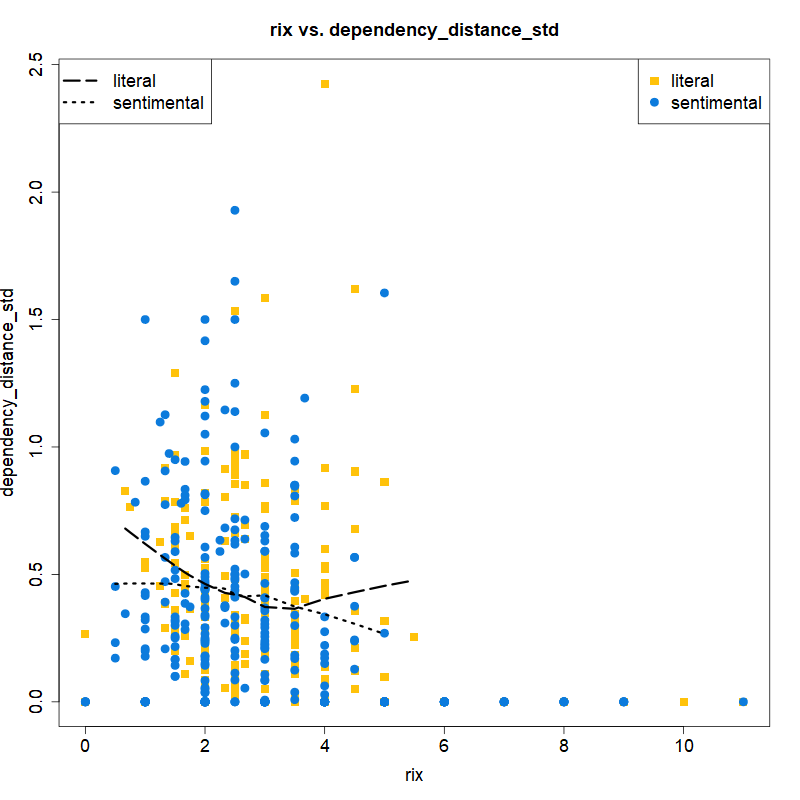 rix vs. dependency_distance_std
literal
sentimental
literal
sentimental
dependency_distance_std
0.0
0.5
1.0
1.5
2.0
2.5
0 2 4 6 8 10
rix